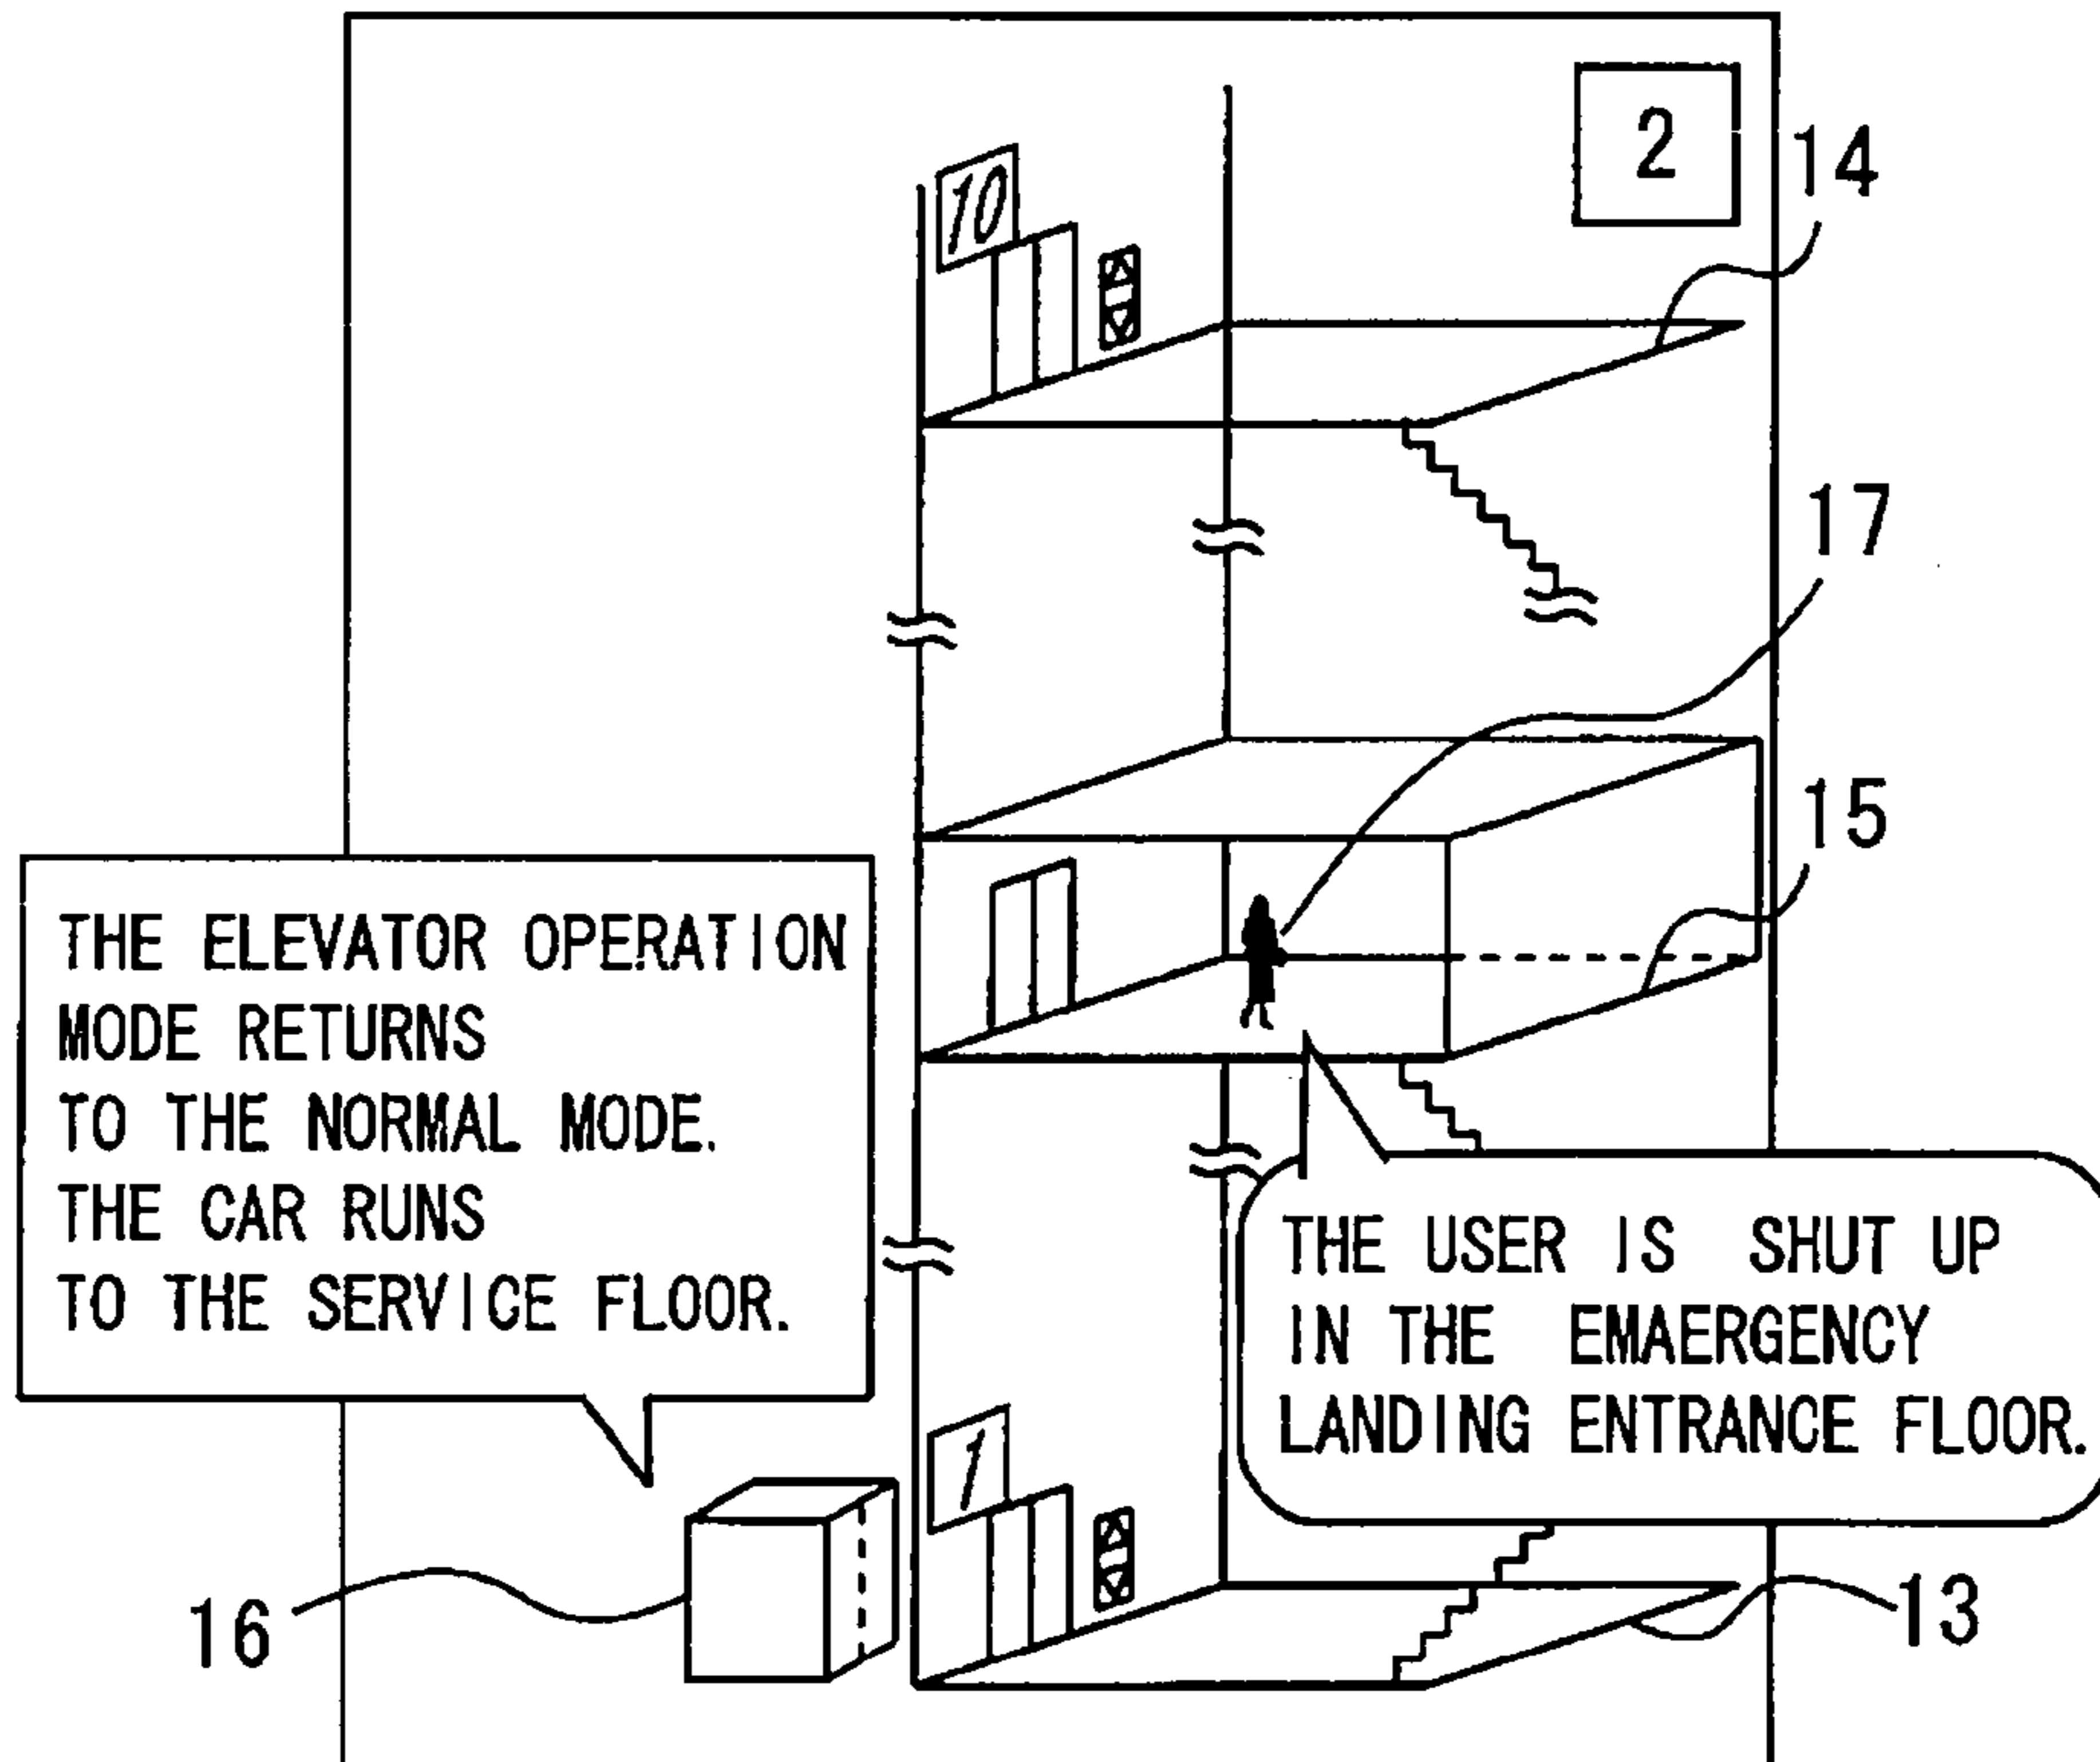 2
14
10
17
15
THE ELEVATOR OPERATION
MODE RETURNS
TO THE NORMAL MODE.
THE CAR RUNS
TO THE SERVICE FLOOR.
THE USER IS SHUT UP
IN THE EMAERGENCY
LANDING ENTRANCE FLOOR.
1
16
13